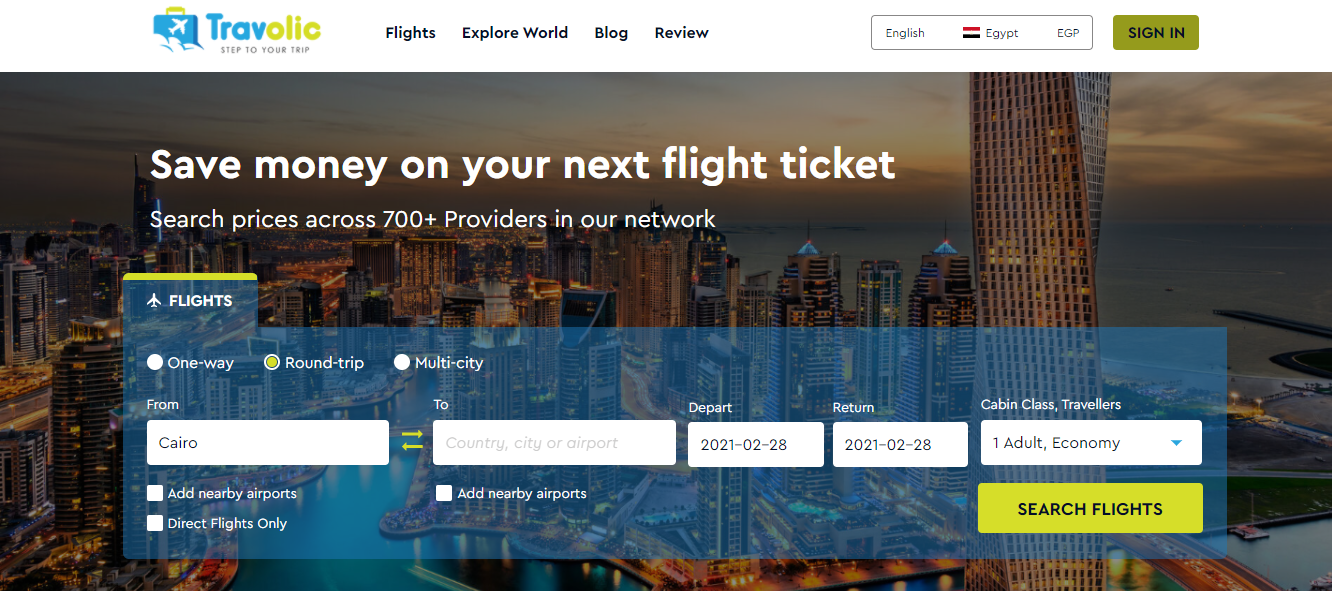 Travolic
STEP TO YOUR TRIP
Flights Explore World Blog Review
English Egypt EGP
SIGN IN
Save money on your next flight ticket
Search prices across 700+ Providers in our network
FLIGHTS
One-way Round-trip Multi-city
From To Depart Return Cabin Class, Travellers
Cairo Country, city or airport 2021-02-28 2021-02-28 1 Adult, Economy
Add nearby airports Add nearby airports
Direct Flights Only
SEARCH FLIGHTS